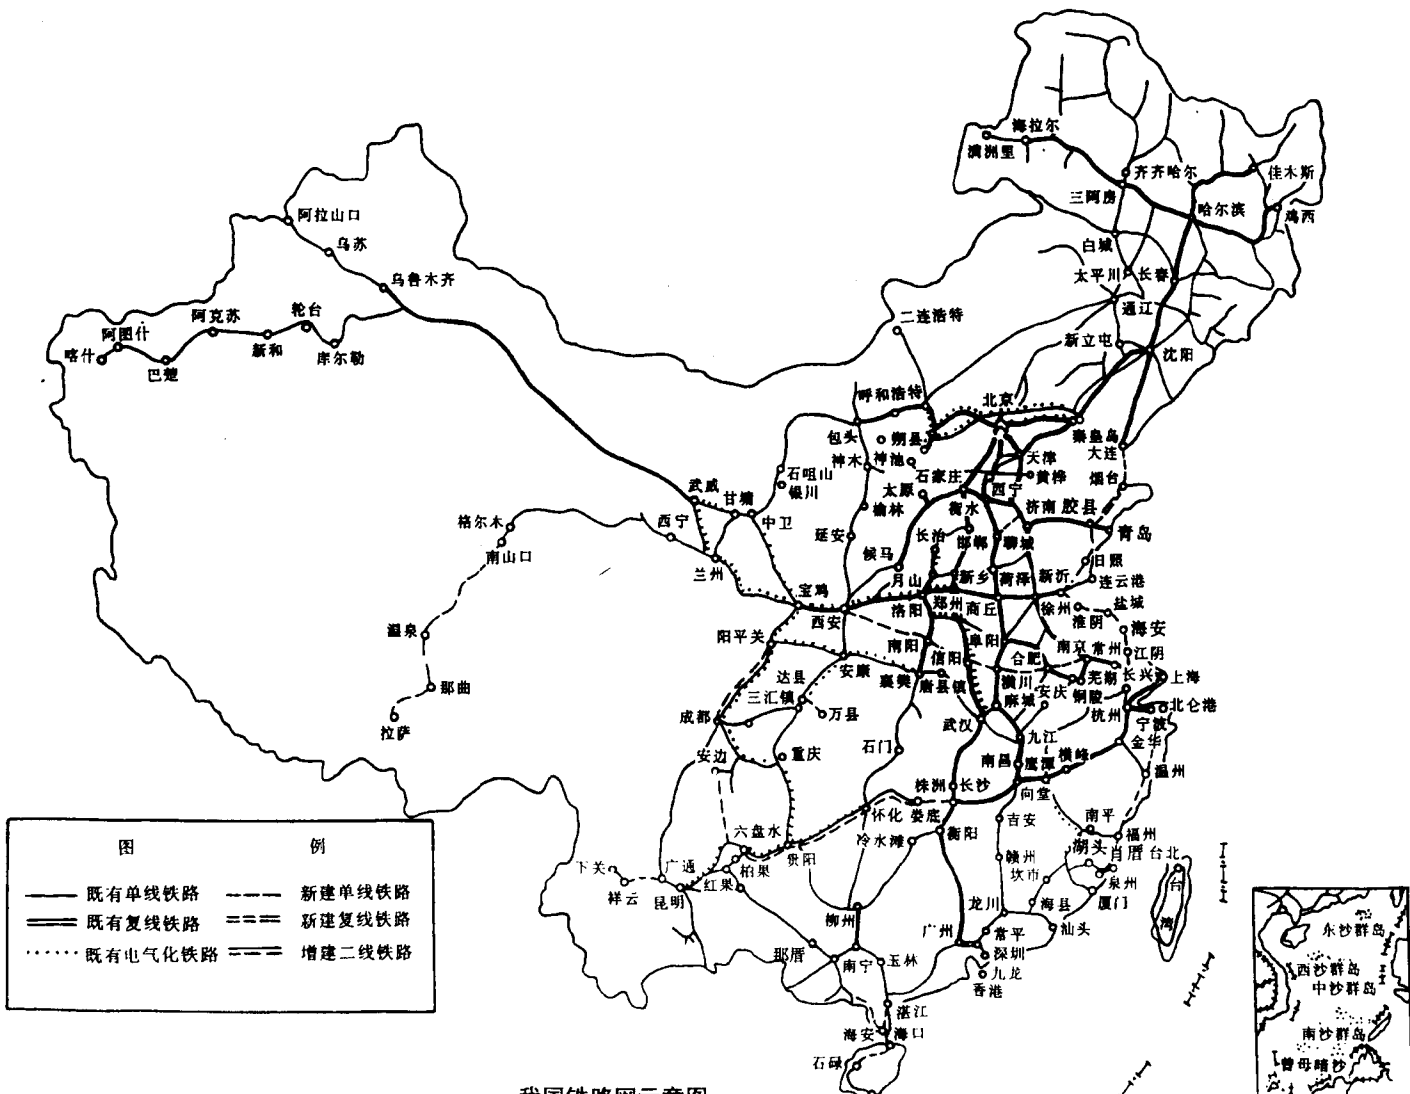 海拉尔
满洲里
齐齐哈尔
佳木斯
三间房
哈尔滨
鸡西
阿拉山口
乌苏
白城
乌鲁木齐
太平川
长春
通辽
阿克苏
轮台
二连浩特
阿图什
新立屯
沈阳
喀什
新和
库尔勒
巴楚
呼和浩特
北京
包头
朔县
秦皇岛
大连
神木
神池
天津
石咀山
石家庄
黄桦
烟台
银川
武威
甘塘
太原
西宁
榆林
衡水
济南
胶县
格尔木
西宁
中卫
青岛
延安
长治
邯郸
聊城
南山口
候马
兰州
日照
月山
新乡
菏泽
新沂
连云港
宝鸡
洛阳
郑州
商丘
徐州
盐城
西安
淮阴
温泉
阳平关
南阳
信阳
阜阳
海安
合肥
南京
常州
江阴
安康
达县
襄樊
唐县镇
潢川
芜湖
长兴
上海
那曲
三汇镇
安庆
铜陵
万县
麻城
杭州
北仑港
成都
武汉
宁波
拉萨
九江
金华
石门
安边
重庆
南昌
鹰潭
横峰
温州
株洲
长沙
向堂
图
例
怀化
娄底
吉安
南平
六盘水
衡阳
福州
冷水滩
贵阳
湖头
肖厝
台北
下关
广通
柏果
赣州
坎市
泉州
台
湾
既有单线铁路
新建单线铁路
祥云
昆明
红果
龙川
海县
厦门
既有复线铁路
新建复线铁路
柳州
广州
常平
汕头
东沙群岛
既有电气化铁路
增建二线铁路
那厝
南宁
玉林
深圳
九龙
西沙群岛
香港
中沙群岛
湛江
海安
海口
南沙群岛
石碌
曾母暗沙
我国铁路网示意图